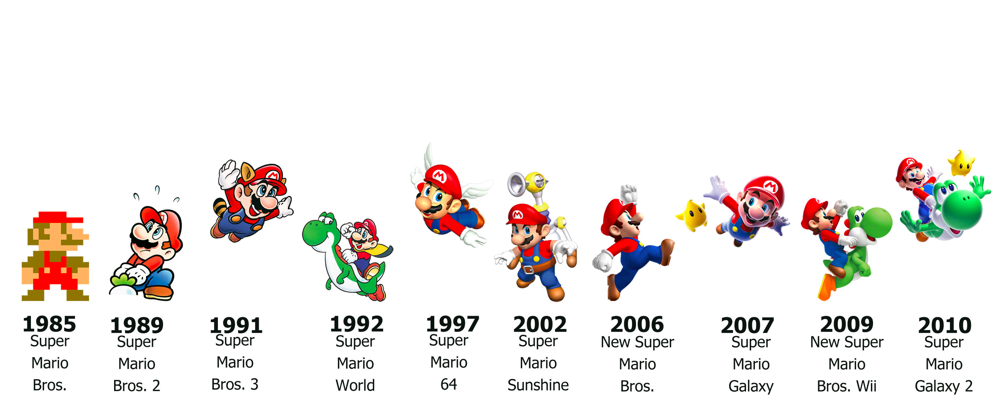 1985
Super
Mario
Bros.
1989
Super
Mario
Bros. 2
1991
Super
Mario
Bros. 3
1992
Super
Mario
World
1997
Super
Mario
64
2002
Super
Mario
Sunshine
2006
New Super
Mario
Bros.
2007
Super
Mario
Galaxy
2009
New Super
Mario
Bros. Wii
2010
Super
Mario
Galaxy 2